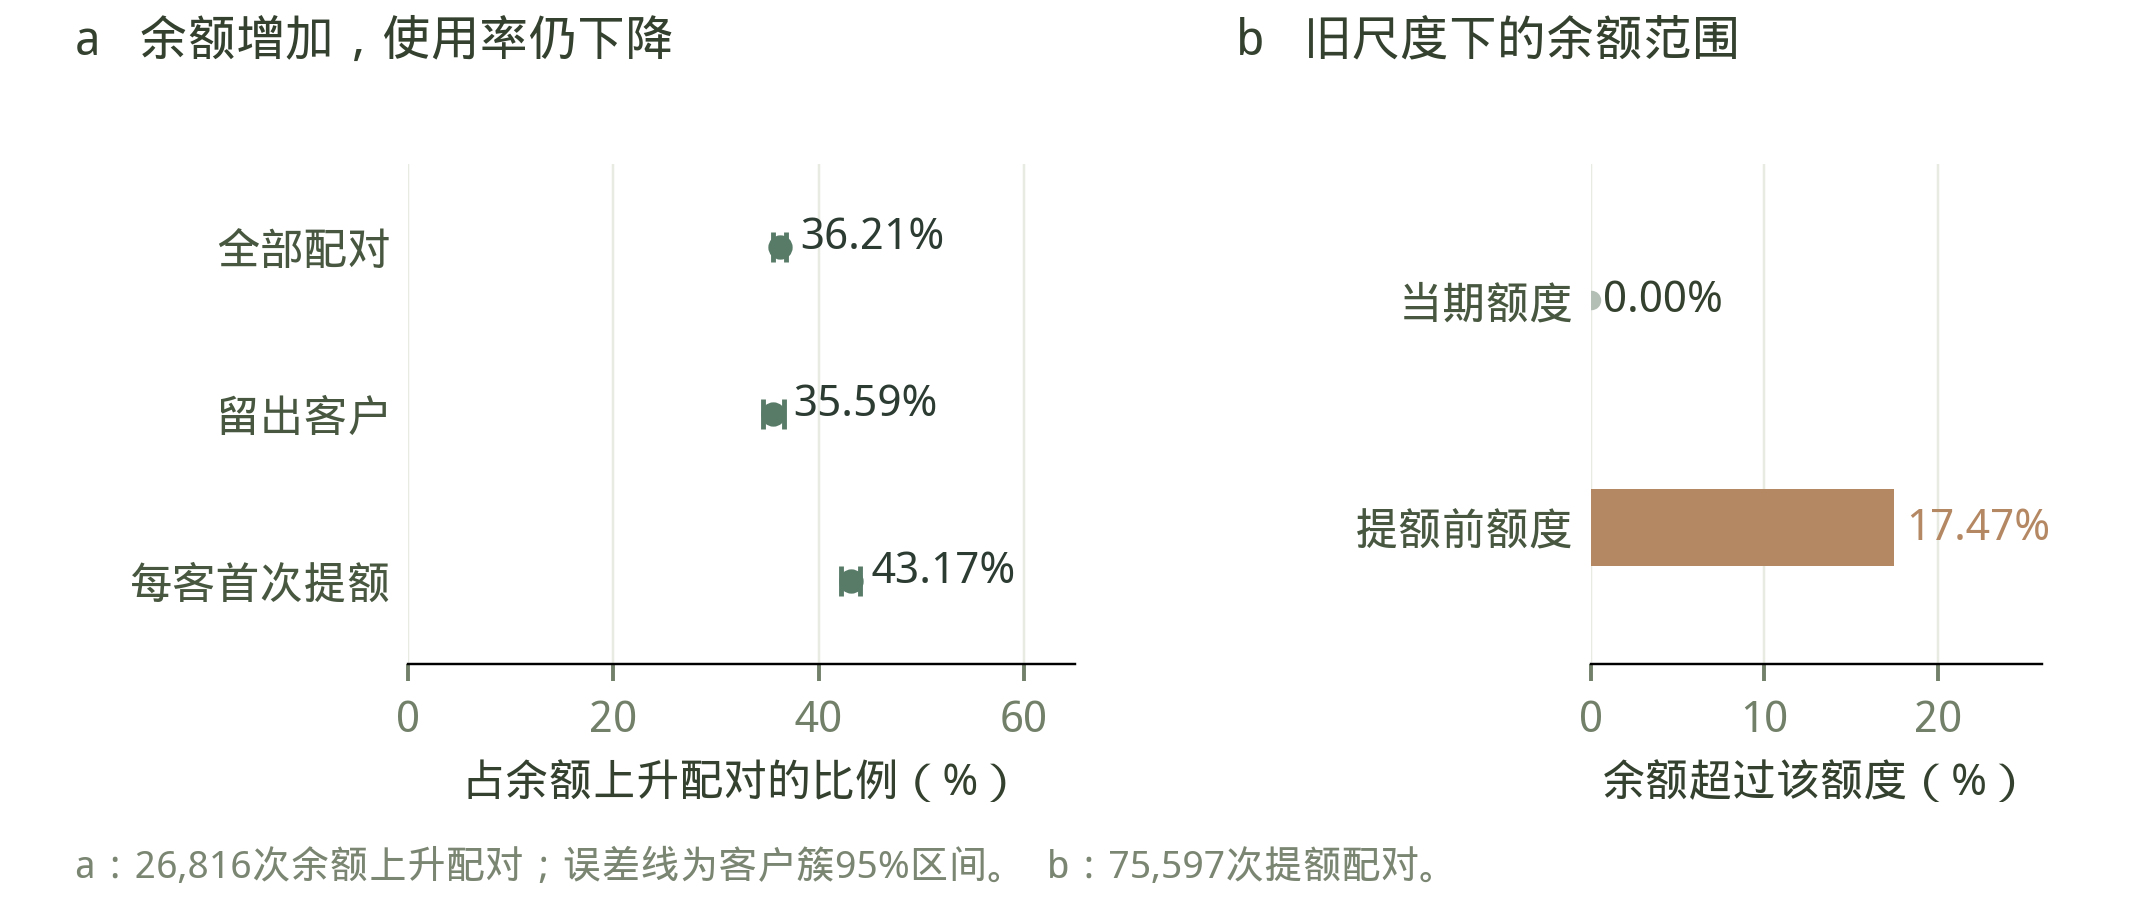 a 余额增加，使用率仍下降
全部配对
36.21%
留出客户
35.59%
每客首次提额
43.17%
0 20 40 60
占余额上升配对的比例（%）
b 旧尺度下的余额范围
当期额度
0.00%
提额前额度
17.47%
0 10 20
余额超过该额度（%）
a：26,816次余额上升配对；误差线为客户簇95%区间。 b：75,597次提额配对。